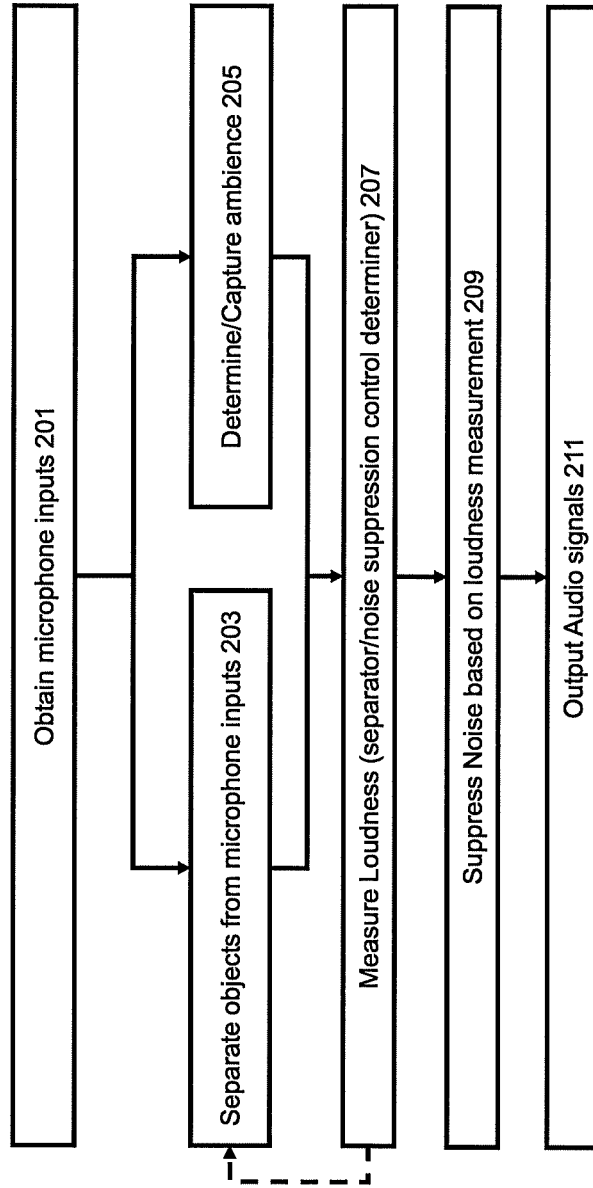 Obtain microphone inputs 201
Separate objects from microphone inputs 203
Determine/Capture ambience 205
Measure Loudness (separator/noise suppression control determiner) 207
Suppress Noise based on loudness measurement 209
Output Audio signals 211